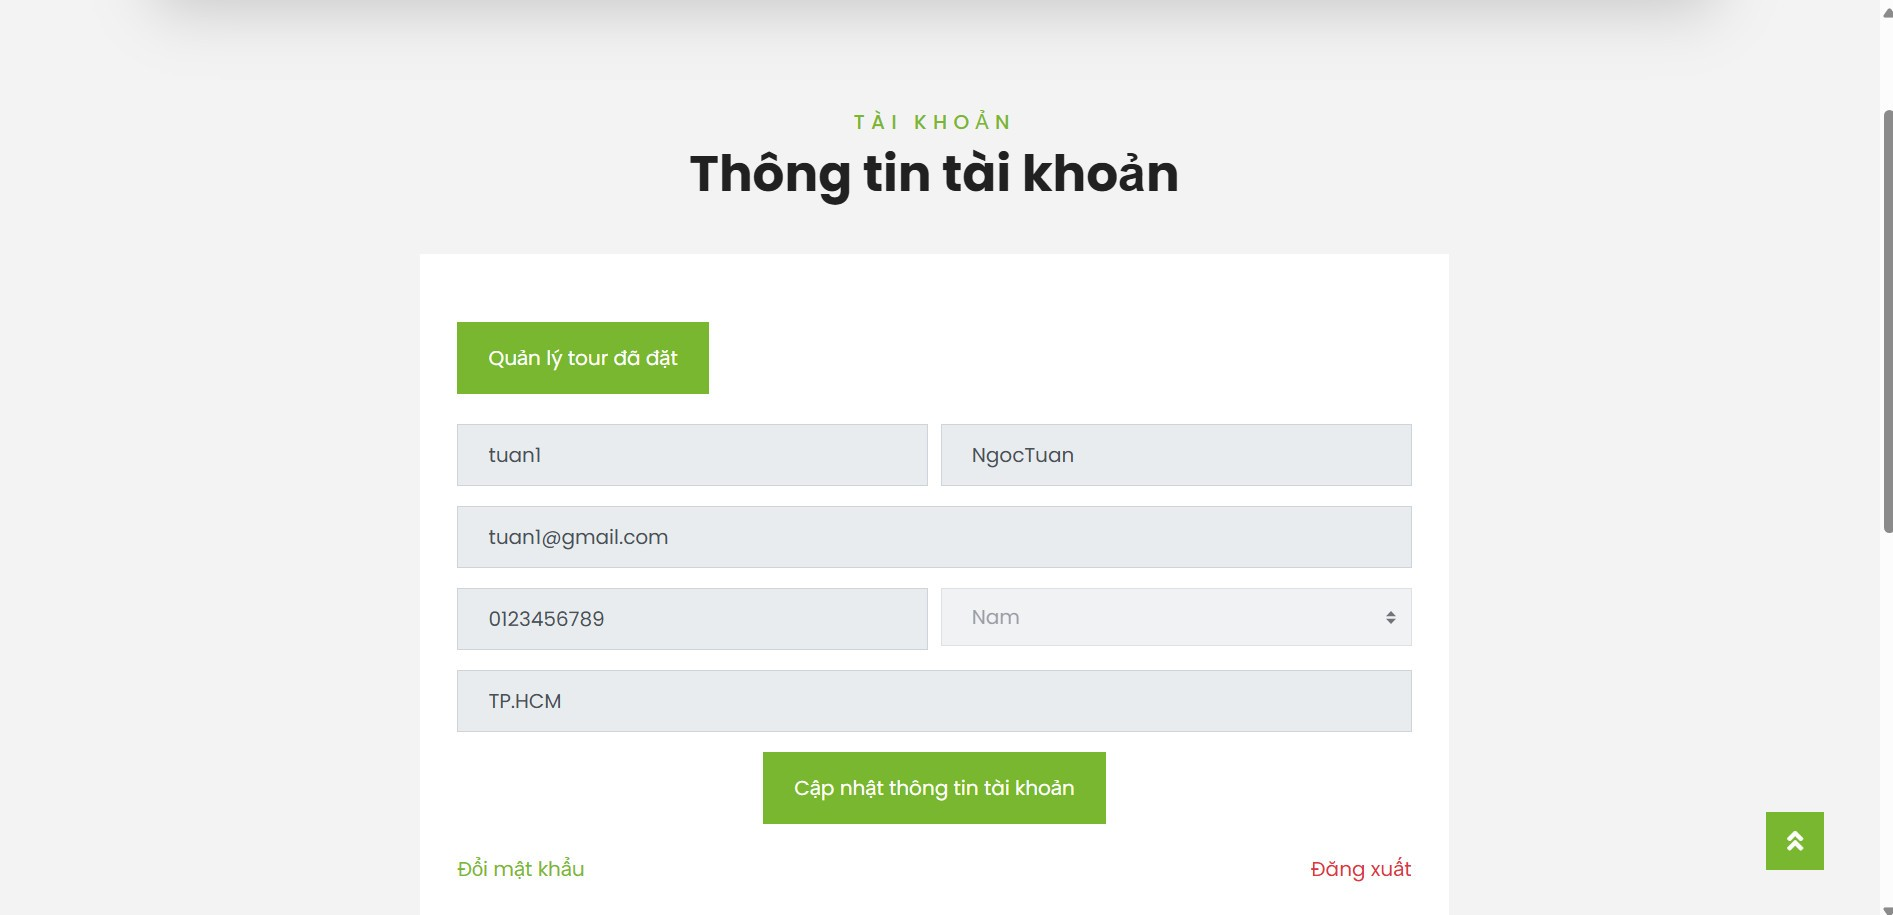 TÀI KHOẢN
Thông tin tài khoản
Quản lý tour đã đặt
tuan1
NgocTuan
tuan1@gmail.com
0123456789
Nam
TP.HCM
Cập nhật thông tin tài khoản
Đổi mật khẩu
Đăng xuất